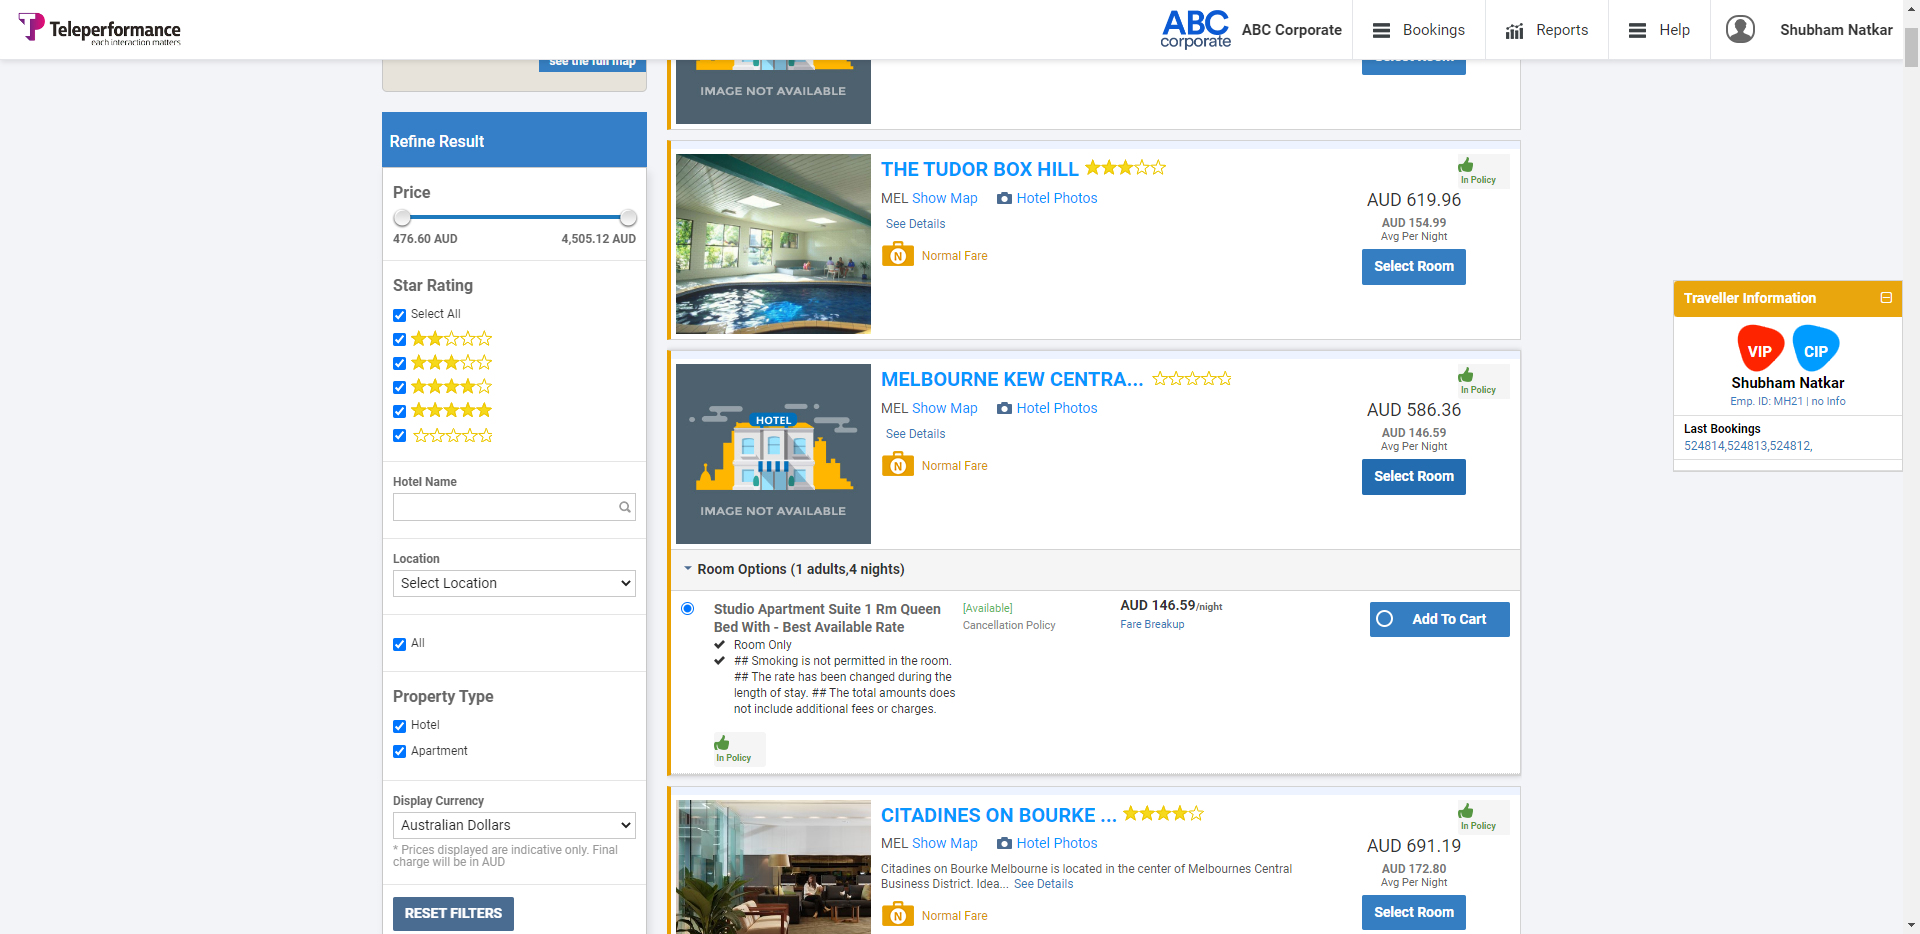 Teleperformance
each interaction matters
ABC
corporate
ABC Corporate
Bookings
Reports
Help
Shubham Natkar
see the full map
Refine Result
Price
476.60 AUD
4,505.12 AUD
Star Rating
Select All
Hotel Name
Location
Select Location
All
Property Type
Hotel
Apartment
Display Currency
Australian Dollars
* Prices displayed are indicative only. Final
charge will be in AUD
RESET FILTERS
IMAGE NOT AVAILABLE
Select Room
THE TUDOR BOX HILL
MEL Show Map
Hotel Photos
See Details
N
Normal Fare
In Policy
AUD 619.96
AUD 154.99
Avg Per Night
Select Room
HOTEL
IMAGE NOT AVAILABLE
MELBOURNE KEW CENTRA...
MEL Show Map
Hotel Photos
See Details
N
Normal Fare
In Policy
AUD 586.36
AUD 146.59
Avg Per Night
Select Room
Room Options (1 adults,4 nights)
Studio Apartment Suite 1 Rm Queen
Bed With - Best Available Rate
Room Only
## Smoking is not permitted in the room.
## The rate has been changed during the
length of stay. ## The total amounts does
not include additional fees or charges.
In Policy
[Available]
Cancellation Policy
AUD 146.59/night
Fare Breakup
Add To Cart
CITADINES ON BOURKE ...
MEL Show Map
Hotel Photos
Citadines on Bourke Melbourne is located in the center of Melbournes Central
Business District. Idea... See Details
N
Normal Fare
In Policy
AUD 691.19
AUD 172.80
Avg Per Night
Select Room
Traveller Information
VIP
CIP
Shubham Natkar
Emp. ID: MH21 | no Info
Last Bookings
524814,524813,524812,